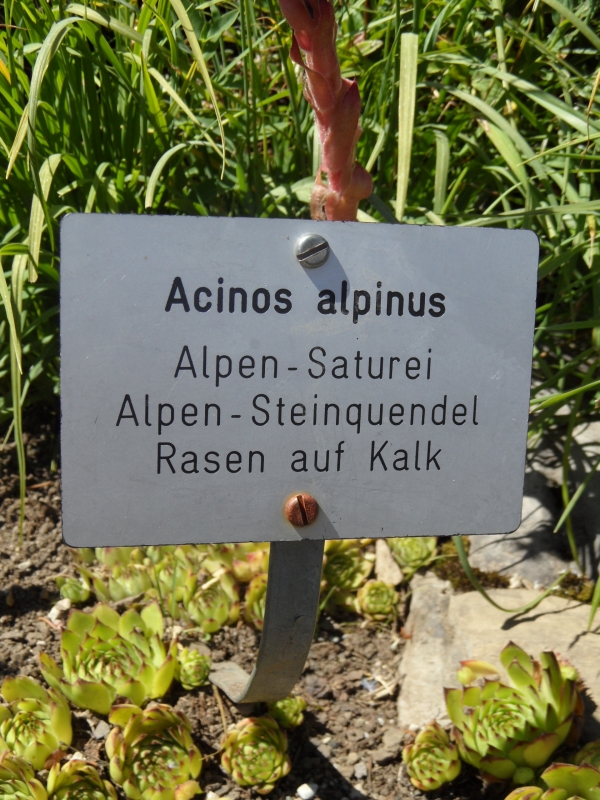 Acinos alpinus
Alpen-Saturei
Alpen-Steinquendel
Rasen auf Kalk